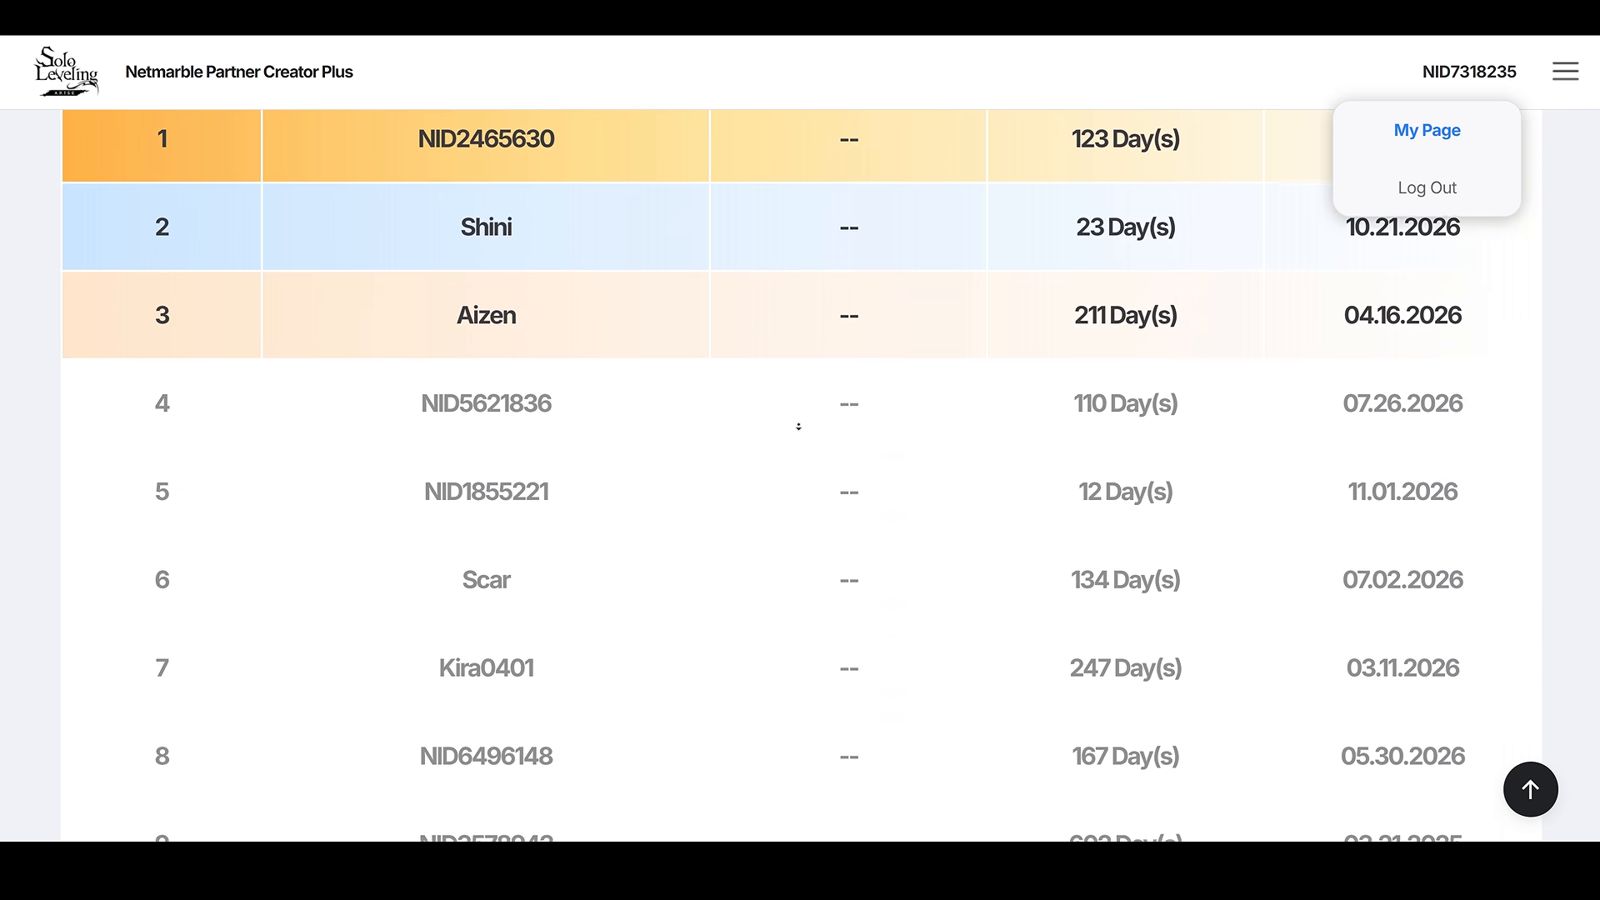 Solo Leveling ARISE
Netmarble Partner Creator Plus
NID7318235
My Page
Log Out
1 NID2465630 -- 123 Day(s)
2 Shini -- 23 Day(s) 10.21.2026
3 Aizen -- 211 Day(s) 04.16.2026
4 NID5621836 -- 110 Day(s) 07.26.2026
5 NID1855221 -- 12 Day(s) 11.01.2026
6 Scar -- 134 Day(s) 07.02.2026
7 Kira0401 -- 247 Day(s) 03.11.2026
8 NID6496148 -- 167 Day(s) 05.30.2026